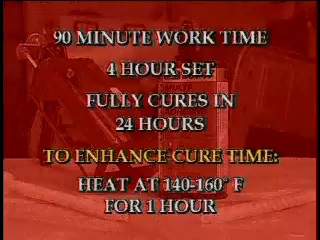 90 MINUTE WORK TIME
4 HOUR SET
FULLY CURES IN
24 HOURS
TO ENHANCE CURE TIME:
HEAT AT 140-160° F
FOR 1 HOUR